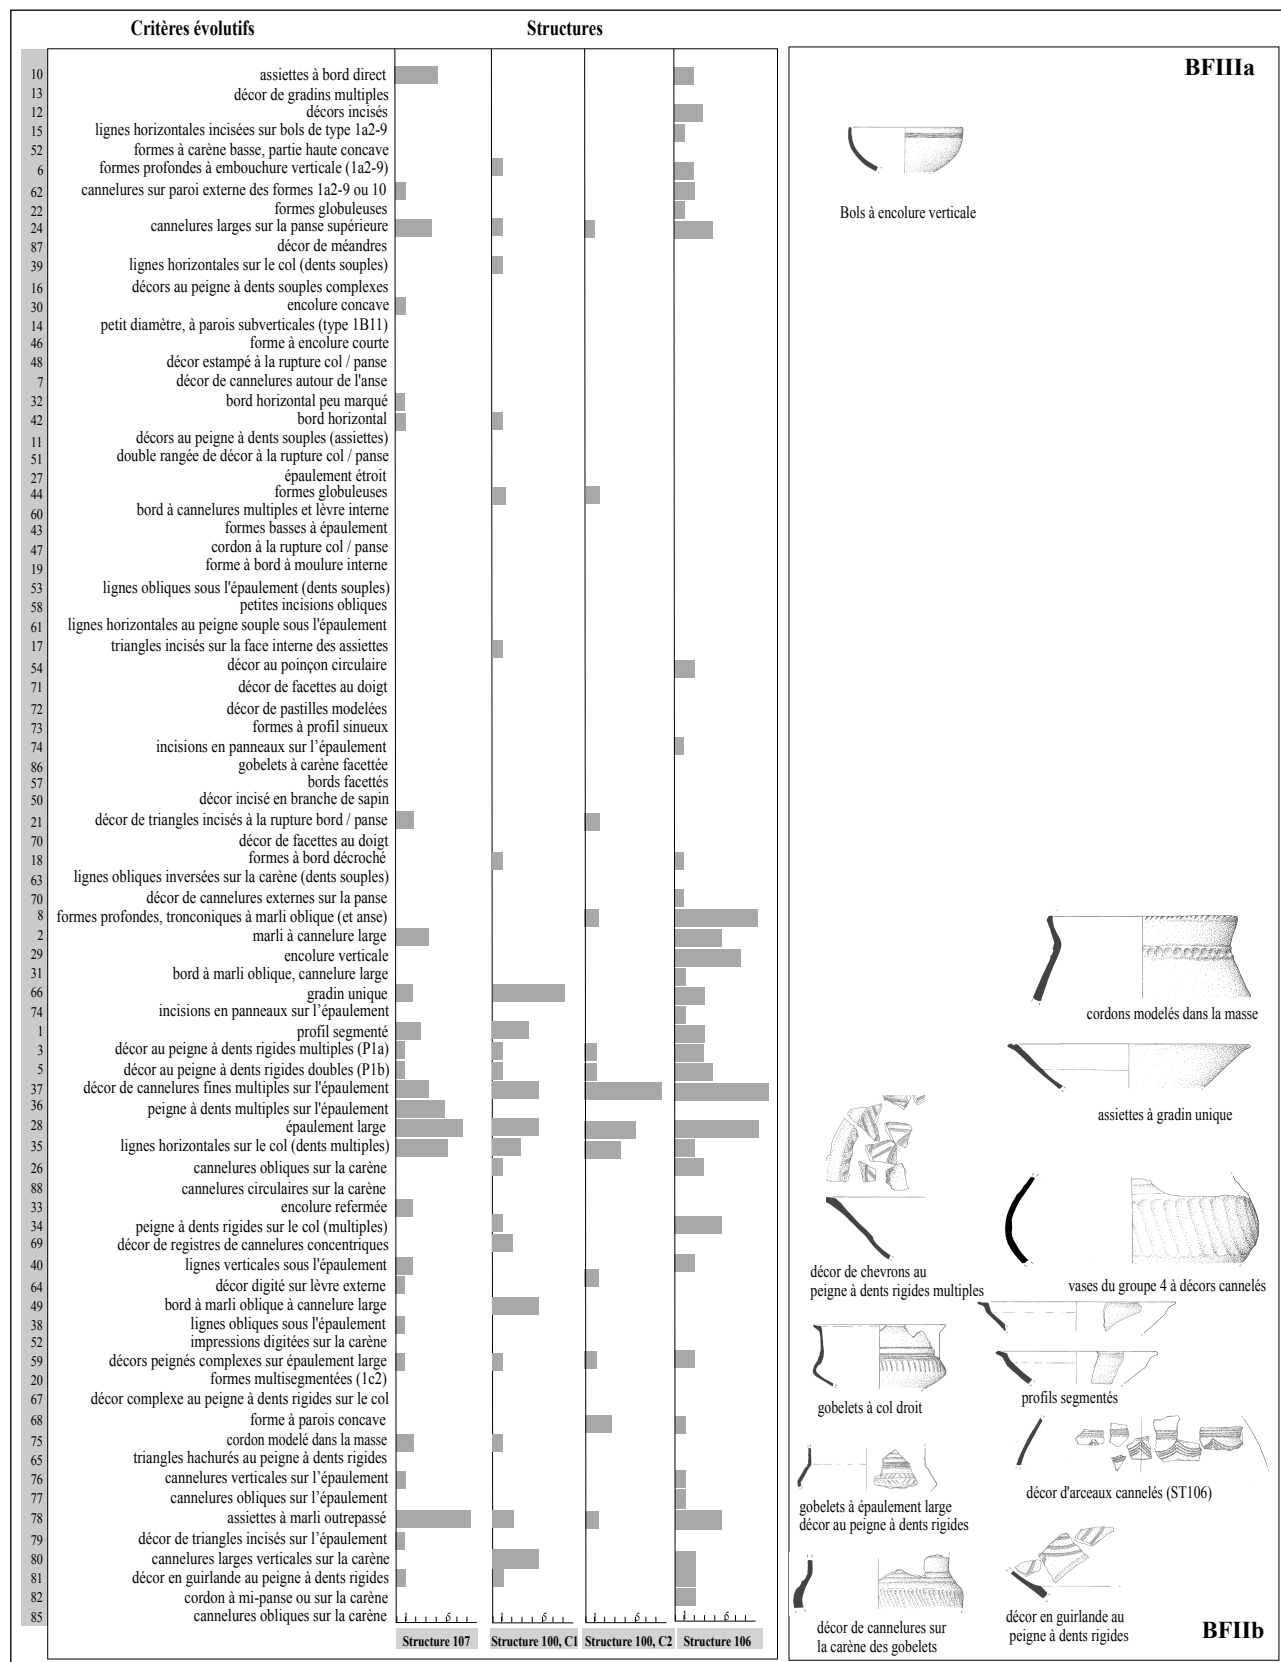 Critères évolutifs
Structures
10 assiettes à bord direct
13 décor de gradins multiples
12 décors incisés
15 lignes horizontales incisées sur bols de type 1a2-9
52 formes à carène basse, partie haute concave
6 formes profondes à embouchure verticale (1a2-9)
62 cannelures sur paroi externe des formes 1a2-9 ou 10
22 formes globuleuses
24 cannelures larges sur la panse supérieure
87 décor de méandres
39 lignes horizontales sur le col (dents souples)
16 décors au peigne à dents souples complexes
30 encolure concave
14 petit diamètre, à parois subverticales (type 1B11)
46 forme à encolure courte
48 décor estampé à la rupture col / panse
7 décor de cannelures autour de l'anse
32 bord horizontal peu marqué
42 bord horizontal
11 décors au peigne à dents souples (assiettes)
51 double rangée de décor à la rupture col / panse
27 épaulement étroit
44 formes globuleuses
60 bord à cannelures multiples et lèvre interne
43 formes basses à épaulement
47 cordon à la rupture col / panse
19 forme à bord à moulure interne
53 lignes obliques sous l'épaulement (dents souples)
58 petites incisions obliques
61 lignes horizontales au peigne souple sous l'épaulement
17 triangles incisés sur la face interne des assiettes
54 décor au poinçon circulaire
71 décor de facettes au doigt
72 décor de pastilles modelées
73 formes à profil sinueux
74 incisions en panneaux sur l’épaulement
86 gobelets à carène facettée
57 bords facettés
50 décor incisé en branche de sapin
21 décor de triangles incisés à la rupture bord / panse
70 décor de facettes au doigt
18 formes à bord décroché
63 lignes obliques inversées sur la carène (dents souples)
70 décor de cannelures externes sur la panse
8 formes profondes, tronconiques à marli oblique (et anse)
2 marli à cannelure large
29 encolure verticale
31 bord à marli oblique, cannelure large
66 gradin unique
74 incisions en panneaux sur l’épaulement
1 profil segmenté
3 décor au peigne à dents rigides multiples (P1a)
5 décor au peigne à dents rigides doubles (P1b)
37 décor de cannelures fines multiples sur l'épaulement
36 peigne à dents multiples sur l'épaulement
28 épaulement large
35 lignes horizontales sur le col (dents multiples)
26 cannelures obliques sur la carène
88 cannelures circulaires sur la carène
33 encolure refermée
34 peigne à dents rigides sur le col (multiples)
69 décor de registres de cannelures concentriques
40 lignes verticales sous l'épaulement
64 décor digité sur lèvre externe
49 bord à marli oblique à cannelure large
38 lignes obliques sous l'épaulement
52 impressions digitées sur la carène
59 décors peignés complexes sur épaulement large
20 formes multisegmentées (1c2)
67 décor complexe au peigne à dents rigides sur le col
68 forme à parois concave
75 cordon modelé dans la masse
65 triangles hachurés au peigne à dents rigides
76 cannelures verticales sur l’épaulement
77 cannelures obliques sur l’épaulement
78 assiettes à marli outrepassé
79 décor de triangles incisés sur l’épaulement
80 cannelures larges verticales sur la carène
81 décor en guirlande au peigne à dents rigides
82 cordon à mi-panse ou sur la carène
85 cannelures obliques sur la carène
1 5 1 5 1 5 1 5
Structure 107 Structure 100, C1 Structure 100, C2 Structure 106
BFIIIa
Bols à encolure verticale
cordons modelés dans la masse
assiettes à gradin unique
décor de chevrons au
peigne à dents rigides multiples
vases du groupe 4 à décors cannelés
gobelets à col droit
profils segmentés
décor d'arceaux cannelés (ST106)
gobelets à épaulement large
décor au peigne à dents rigides
décor de cannelures sur
la carène des gobelets
décor en guirlande au
peigne à dents rigides
BFIIb